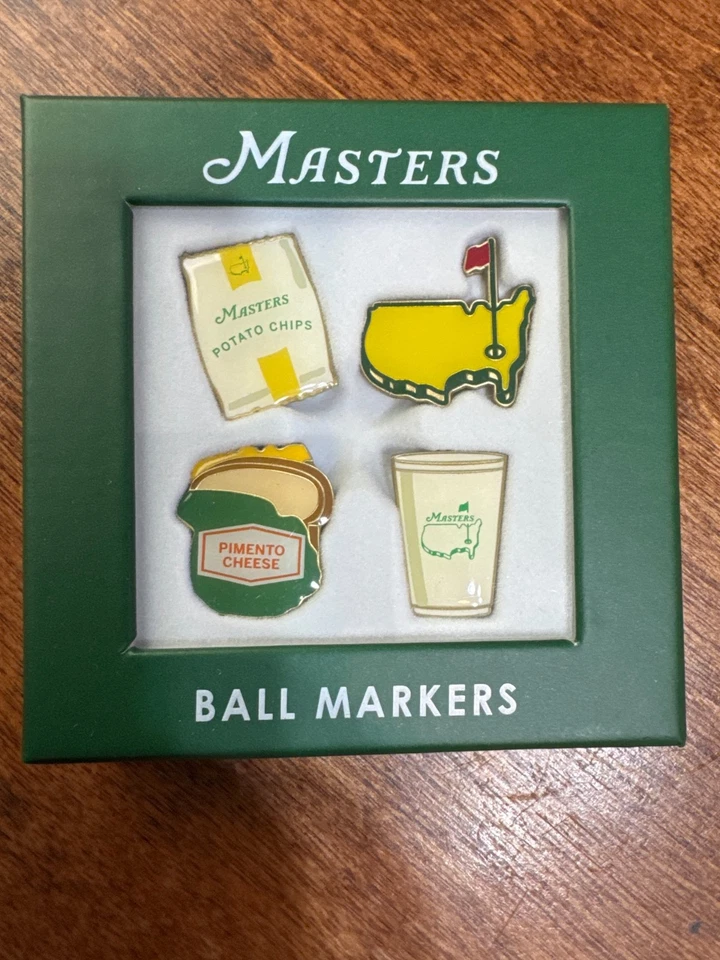 MASTERS
MASTERS
POTATO CHIPS
PIMENTO
CHEESE
MASTERS
BALL MARKERS